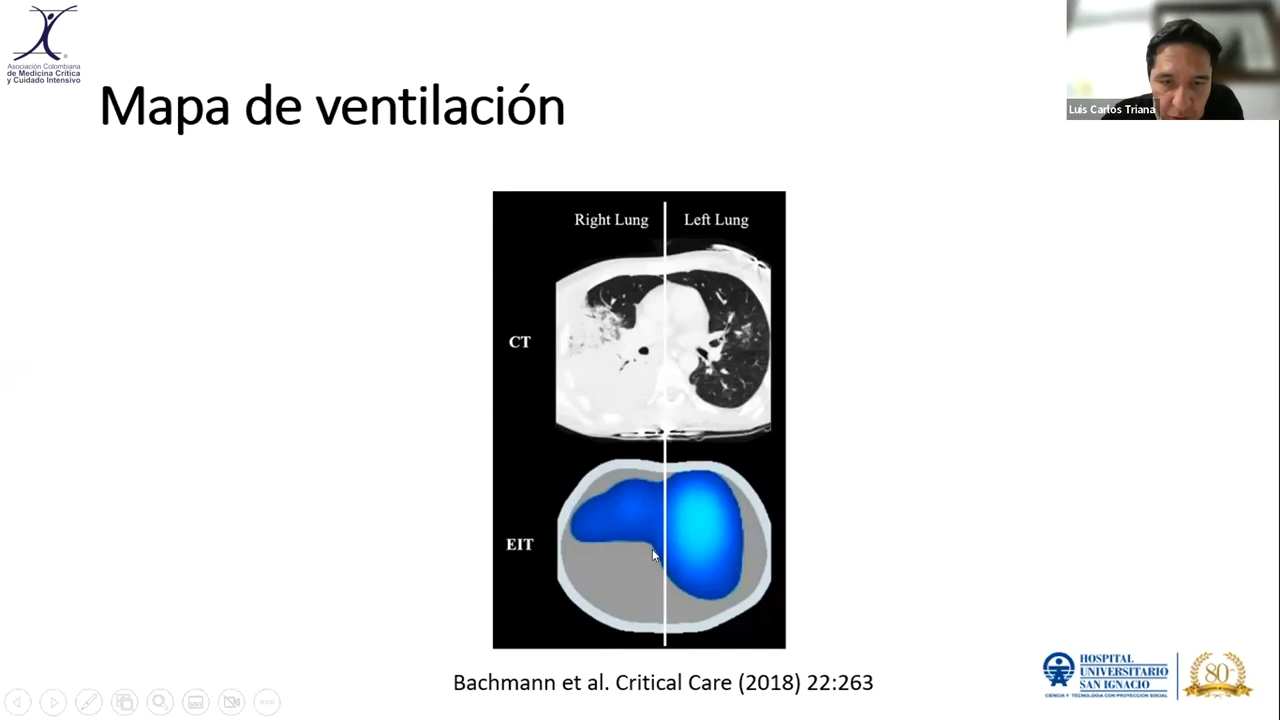 Asociación Colombiana
de Medicina Crítica
y Cuidado Intensivo
Mapa de ventilación
Luis Carlos Triana
Right Lung
Left Lung
CT
EIT
Bachmann et al. Critical Care (2018) 22:263
HOSPITAL
UNIVERSITARIO
SAN IGNACIO
CIENCIA Y TECNOLOGIA CON PROYECCION SOCIAL
80